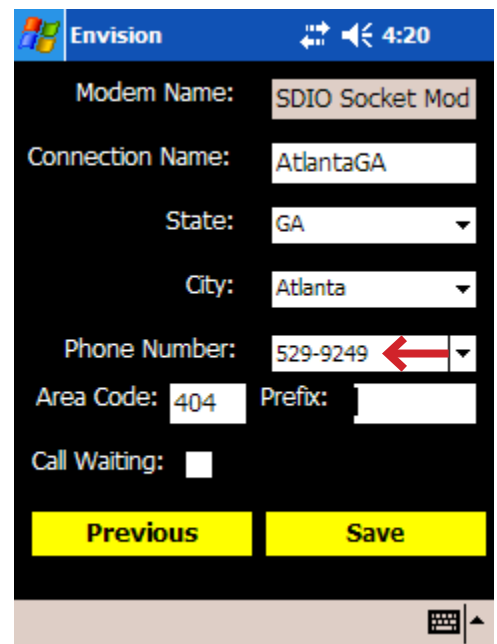 Envision 4:20
Modem Name: SDIO Socket Mod
Connection Name: AtlantaGA
State: GA
City: Atlanta
Phone Number: 529-9249
Area Code: 404 Prefix:
Call Waiting:
Previous Save